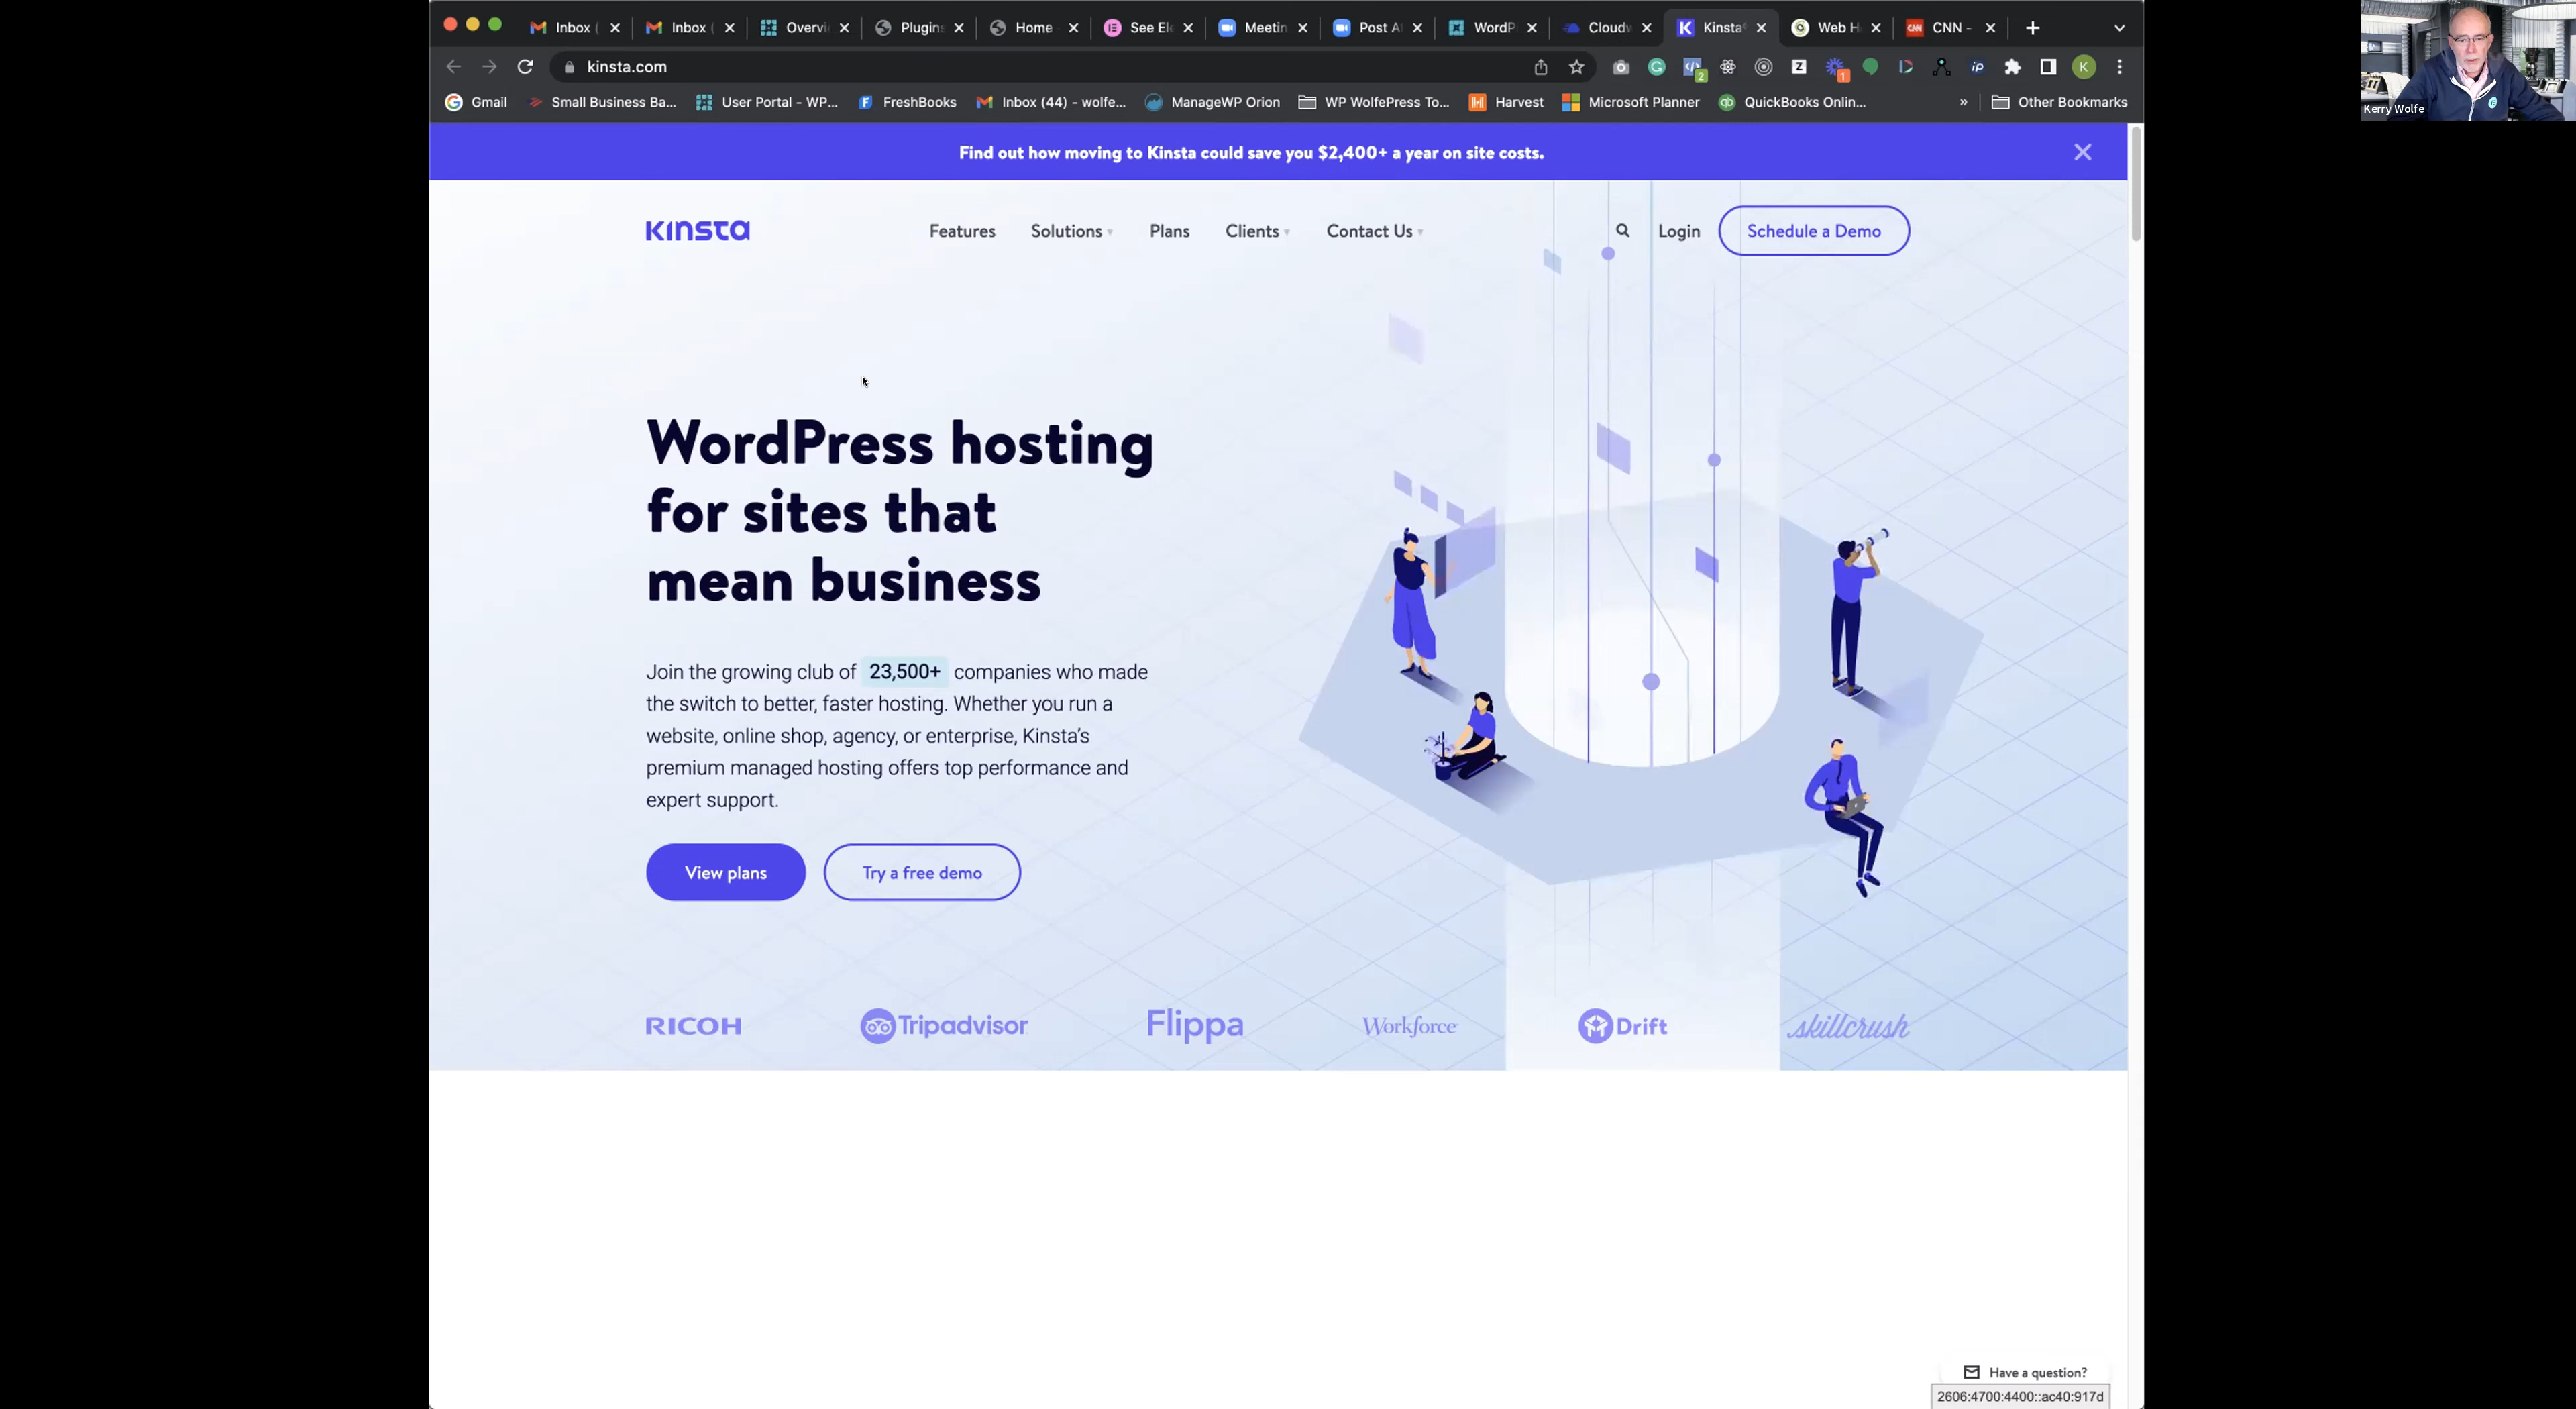 Inbox (
Inbox (
Overvi
Plugins
Home
See El
Meetin
Post A
WordP
Cloudw
Kinsta
Web H
CNN -
kinsta.com
2
Z
1
iP
K
Gmail
Small Business Ba...
User Portal - WP...
FreshBooks
Inbox (44) - wolfe...
ManageWP Orion
WP WolfePress To...
Harvest
Microsoft Planner
QuickBooks Onlin...
»
Other Bookmarks
Kerry Wolfe
Find out how moving to Kinsta could save you $2,400+ a year on site costs.
KINSTA
Features
Solutions
Plans
Clients
Contact Us
Login
Schedule a Demo
WordPress hosting
for sites that
mean business
Join the growing club of 23,500+ companies who made
the switch to better, faster hosting. Whether you run a
website, online shop, agency, or enterprise, Kinsta's
premium managed hosting offers top performance and
expert support.
View plans
Try a free demo
RICOH
Tripadvisor
Flippa
Workforce
Drift
skillcrush
Have a question?
2606:4700:4400::ac40:917d